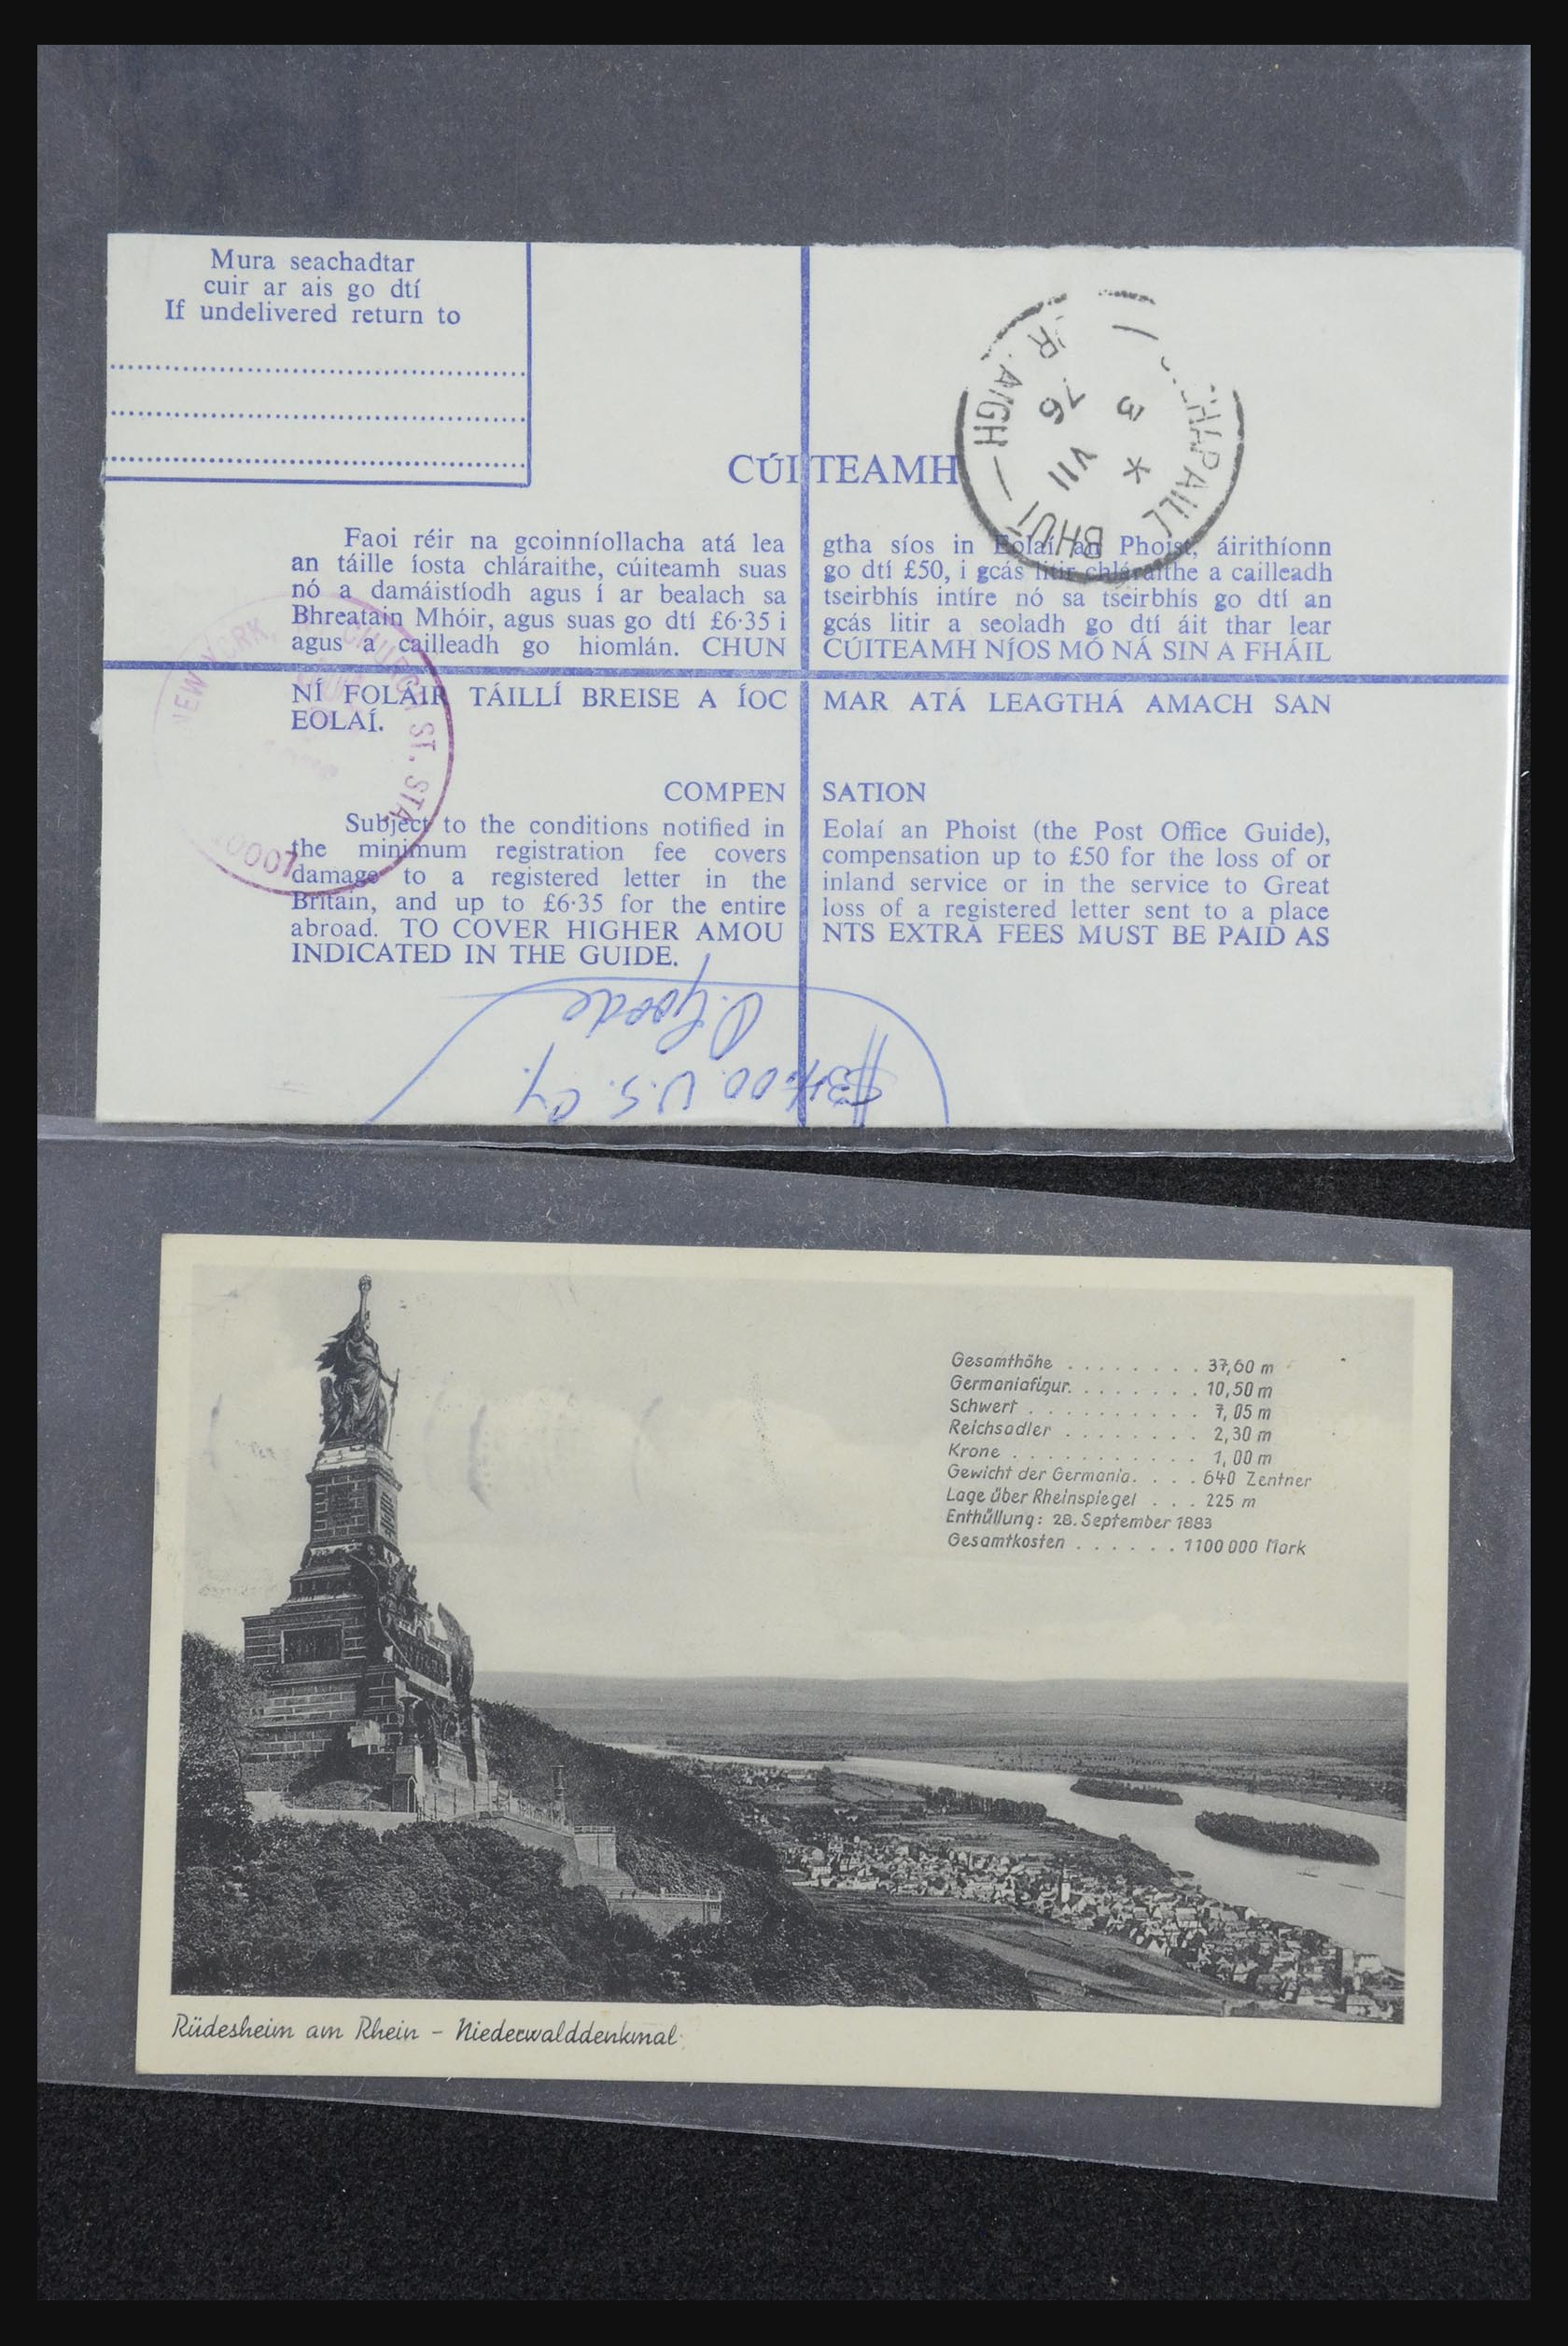 Mura seachadtar
cuir ar ais go dtí
If undelivered return to
CÚITEAMH
Faoi réir na gcoinníollacha atá leagtha síos in Eolaí an Phoist, áirithíonn
an táille íosta chláraithe, cúiteamh suas go dtí £50, i gcás litir chláraithe a cailleadh
nó a damáistíodh agus í ar bealach sa tseirbhís intíre nó sa tseirbhís go dtí an
Bhreatain Mhóir, agus suas go dtí £6·35 i gcás litir a seoladh go dtí áit thar lear
agus a cailleadh go hiomlán. CHUN CÚITEAMH NÍOS MÓ NÁ SIN A FHÁIL
NÍ FOLÁIR TÁILLÍ BREISE A ÍOC MAR ATÁ LEAGTHÁ AMACH SAN
EOLAÍ.
COMPENSATION
Subject to the conditions notified in Eolaí an Phoist (the Post Office Guide),
the minimum registration fee covers compensation up to £50 for the loss of or
damage to a registered letter in the inland service or in the service to Great
Britain, and up to £6·35 for the entire loss of a registered letter sent to a place
abroad. TO COVER HIGHER AMOUNTS EXTRA FEES MUST BE PAID AS
INDICATED IN THE GUIDE.
3 VII 76
NEW YORK,
CHURCH ST. STA.
10007
U.S.
Gesamthöhe . . . . . . . . 37,60 m
Germaniafigur. . . . . . . 10,50 m
Schwert . . . . . . . . . . 7,05 m
Reichsadler . . . . . . . . 2,30 m
Krone . . . . . . . . . . . 1,00 m
Gewicht der Germania. . . . 640 Zentner
Lage über Rheinspiegel . . . 225 m
Enthüllung: 28. September 1883
Gesamtkosten . . . . . . 1100 000 Mark
Rüdesheim am Rhein - Niederwalddenkmal